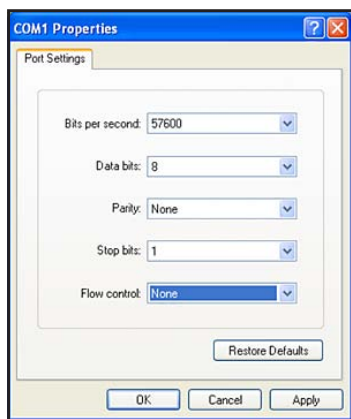 COM1 Properties
Port Settings
Bits per second: 57600
Data bits: 8
Parity: None
Stop bits: 1
Flow control: None
Restore Defaults
OK Cancel Apply